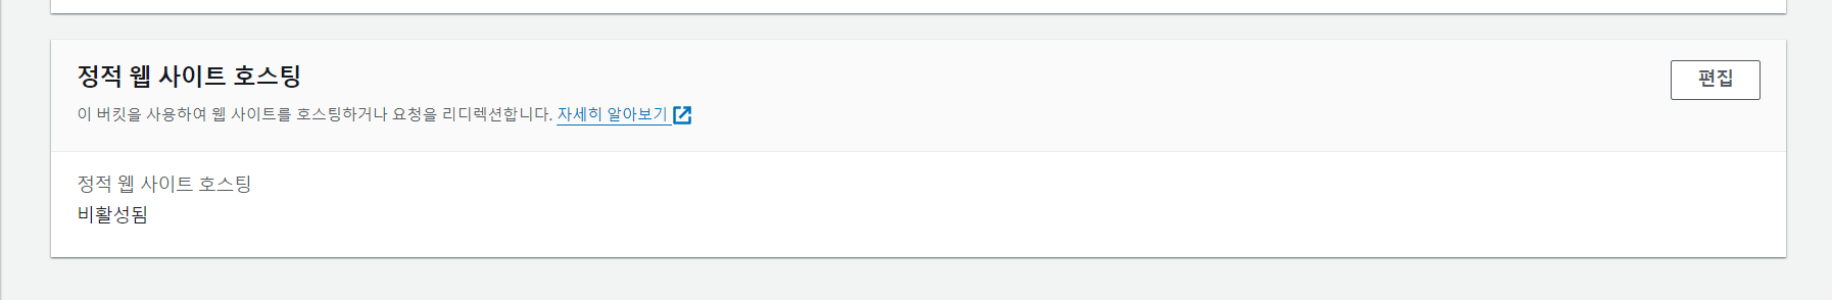 정적 웹 사이트 호스팅
편집
이 버킷을 사용하여 웹 사이트를 호스팅하거나 요청을 리디렉션합니다. 자세히 알아보기
정적 웹 사이트 호스팅
비활성됨